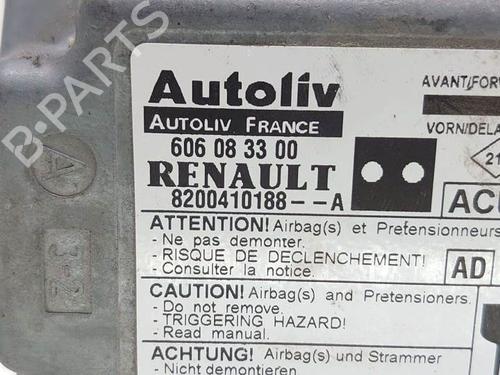 B-PARTS
Autoliv
AUTOLIV FRANCE
606 08 33 00
RENAULT
8200410188--A
AVANT/FORW
VORN/DELA
21
ACU
ATTENTION! Airbag(s) et Pretensionneurs
- Ne pas demonter.
- RISQUE DE DECLENCHEMENT!
- Consulter la notice.
AD
CAUTION! Airbag(s) and Pretensioners.
- Do not remove.
- TRIGGERING HAZARD!
- Read manual.
ACHTUNG! Airbag(s) und Strammer
- Nicht demontieren
A